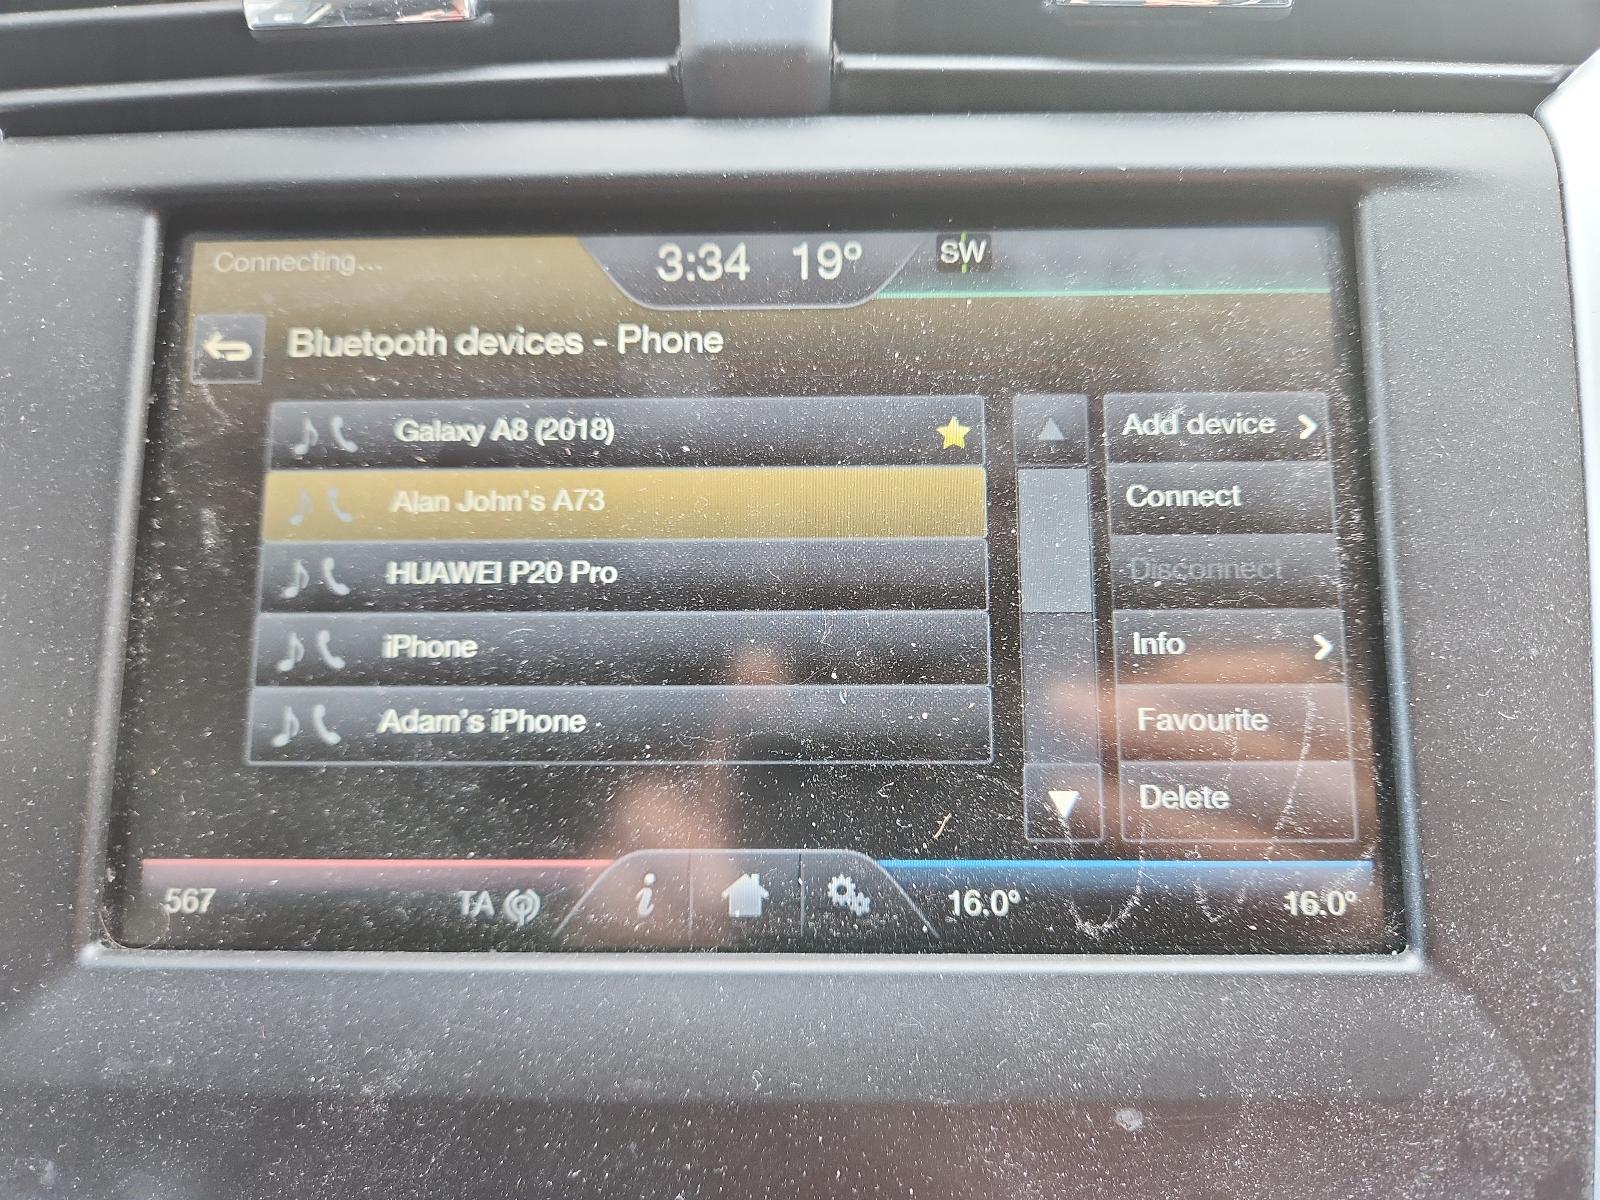 Connecting...
3:34 19° SW
Bluetooth devices - Phone
Galaxy A8 (2018)
Alan John's A73
HUAWEI P20 Pro
iPhone
Adam's iPhone
Add device
Connect
Disconnect
Info
Favourite
Delete
567 TA i 16.0° 16.0°